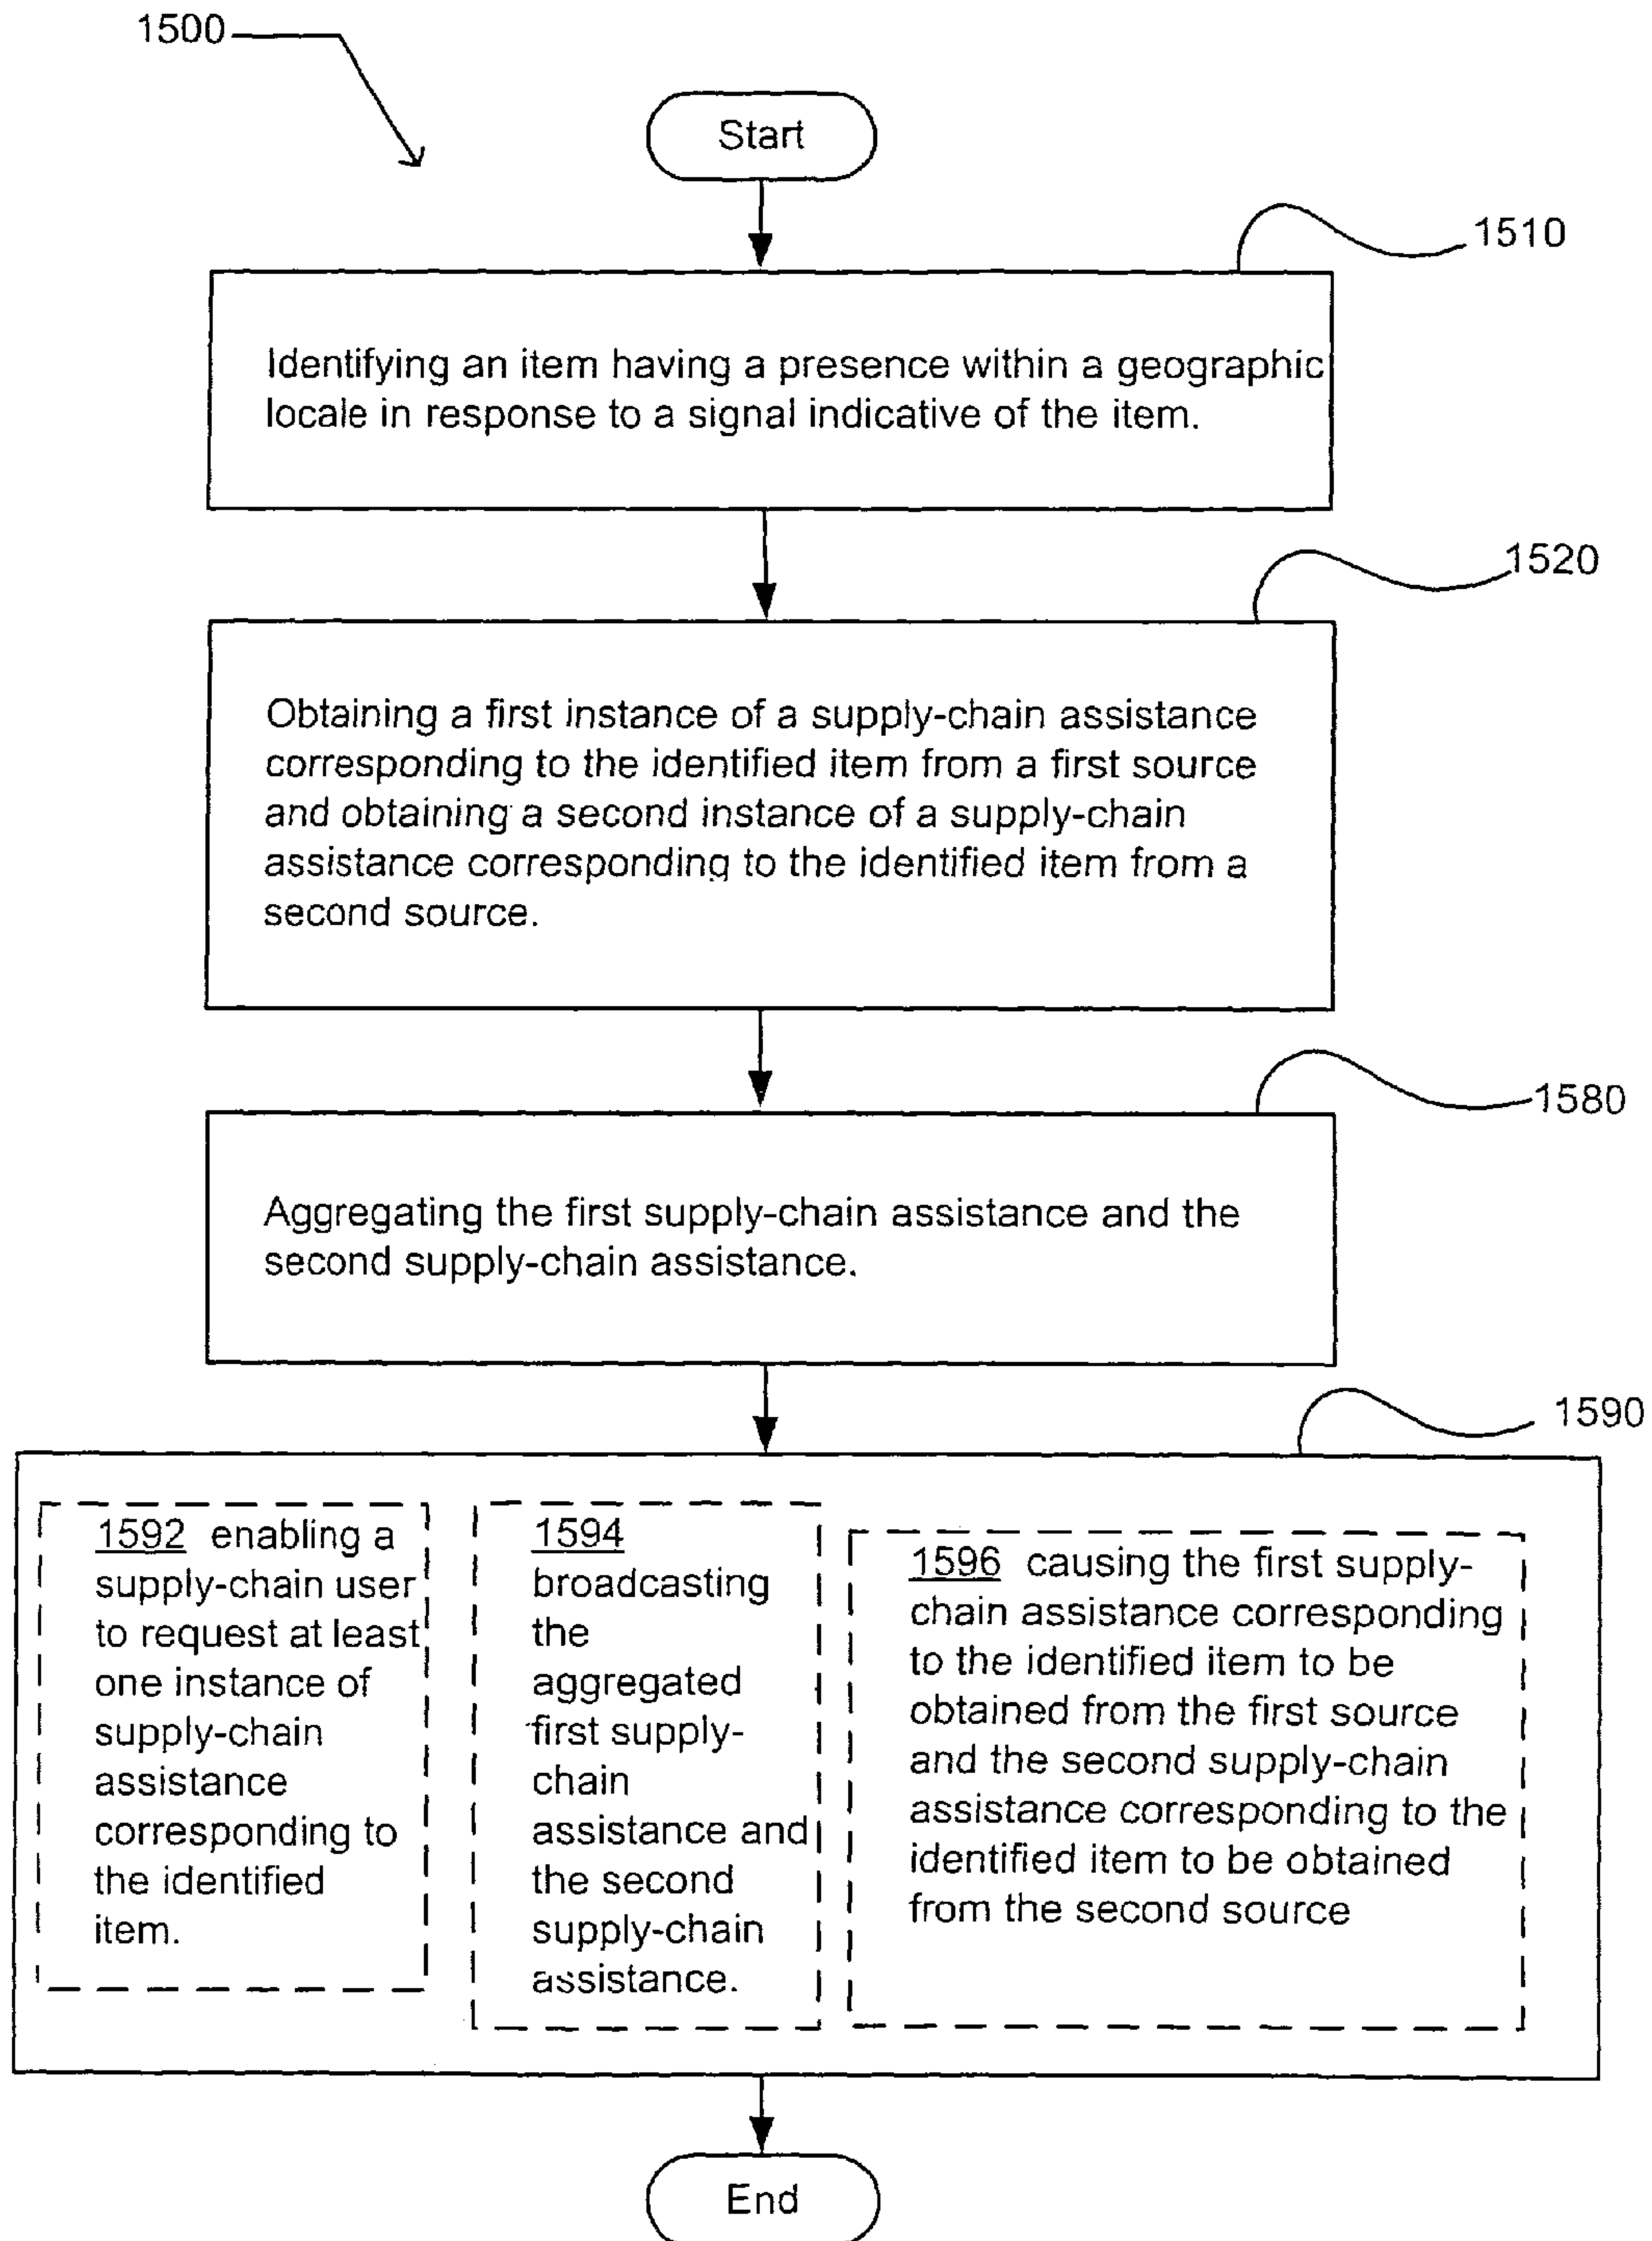 1500
Start
1510
Identifying an item having a presence within a geographic
locale in response to a signal indicative of the item.
1520
Obtaining a first instance of a supply-chain assistance
corresponding to the identified item from a first source
and obtaining a second instance of a supply-chain
assistance corresponding to the identified item from a
second source.
1580
Aggregating the first supply-chain assistance and the
second supply-chain assistance.
1590
1592 enabling a
supply-chain user
to request at least
one instance of
supply-chain
assistance
corresponding to
the identified
item.
1594
broadcasting
the
aggregated
first supply-
chain
assistance and
the second
supply-chain
assistance.
1596 causing the first supply-
chain assistance corresponding
to the identified item to be
obtained from the first source
and the second supply-chain
assistance corresponding to the
identified item to be obtained
from the second source
End